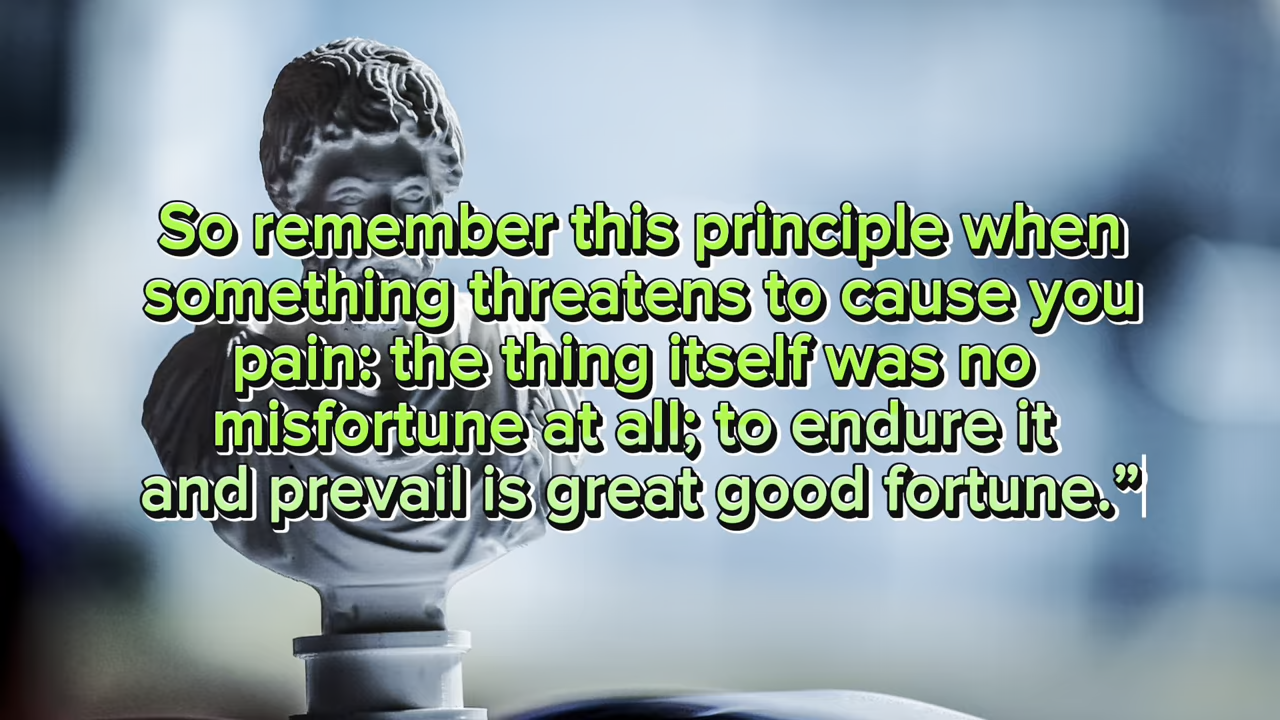 So remember this principle when
something threatens to cause you
pain: the thing itself was no
misfortune at all; to endure it
and prevail is great good fortune.”